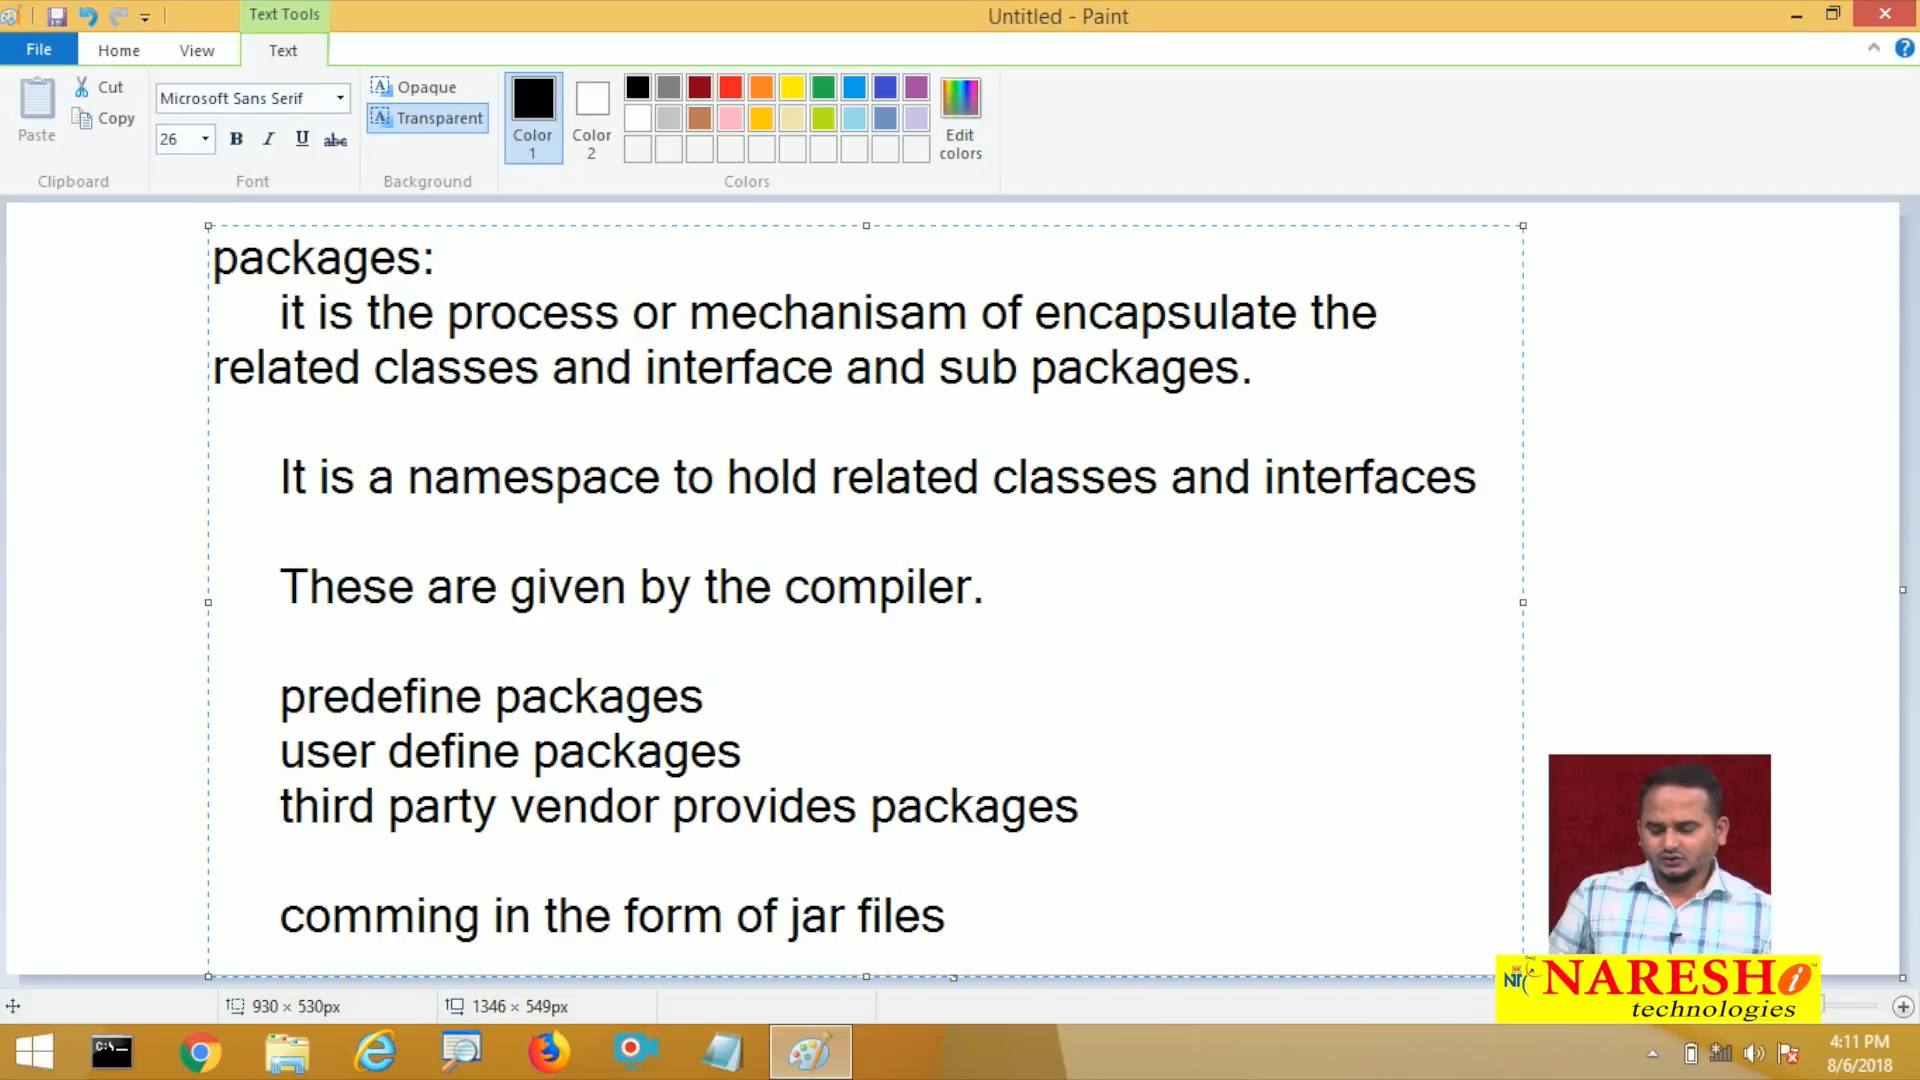 Text Tools
Untitled - Paint
File
Home
View
Text
Paste
Cut
Copy
Clipboard
Microsoft Sans Serif
26
B
I
U
abc
Font
Opaque
Transparent
Background
Color
1
Color
2
Edit
colors
Colors
packages:
it is the process or mechanisam of encapsulate the
related classes and interface and sub packages.
It is a namespace to hold related classes and interfaces
These are given by the compiler.
predefine packages
user define packages
third party vendor provides packages
comming in the form of jar files
930 × 530px
1346 × 549px
NARESH i
technologies
4:11 PM
8/6/2018